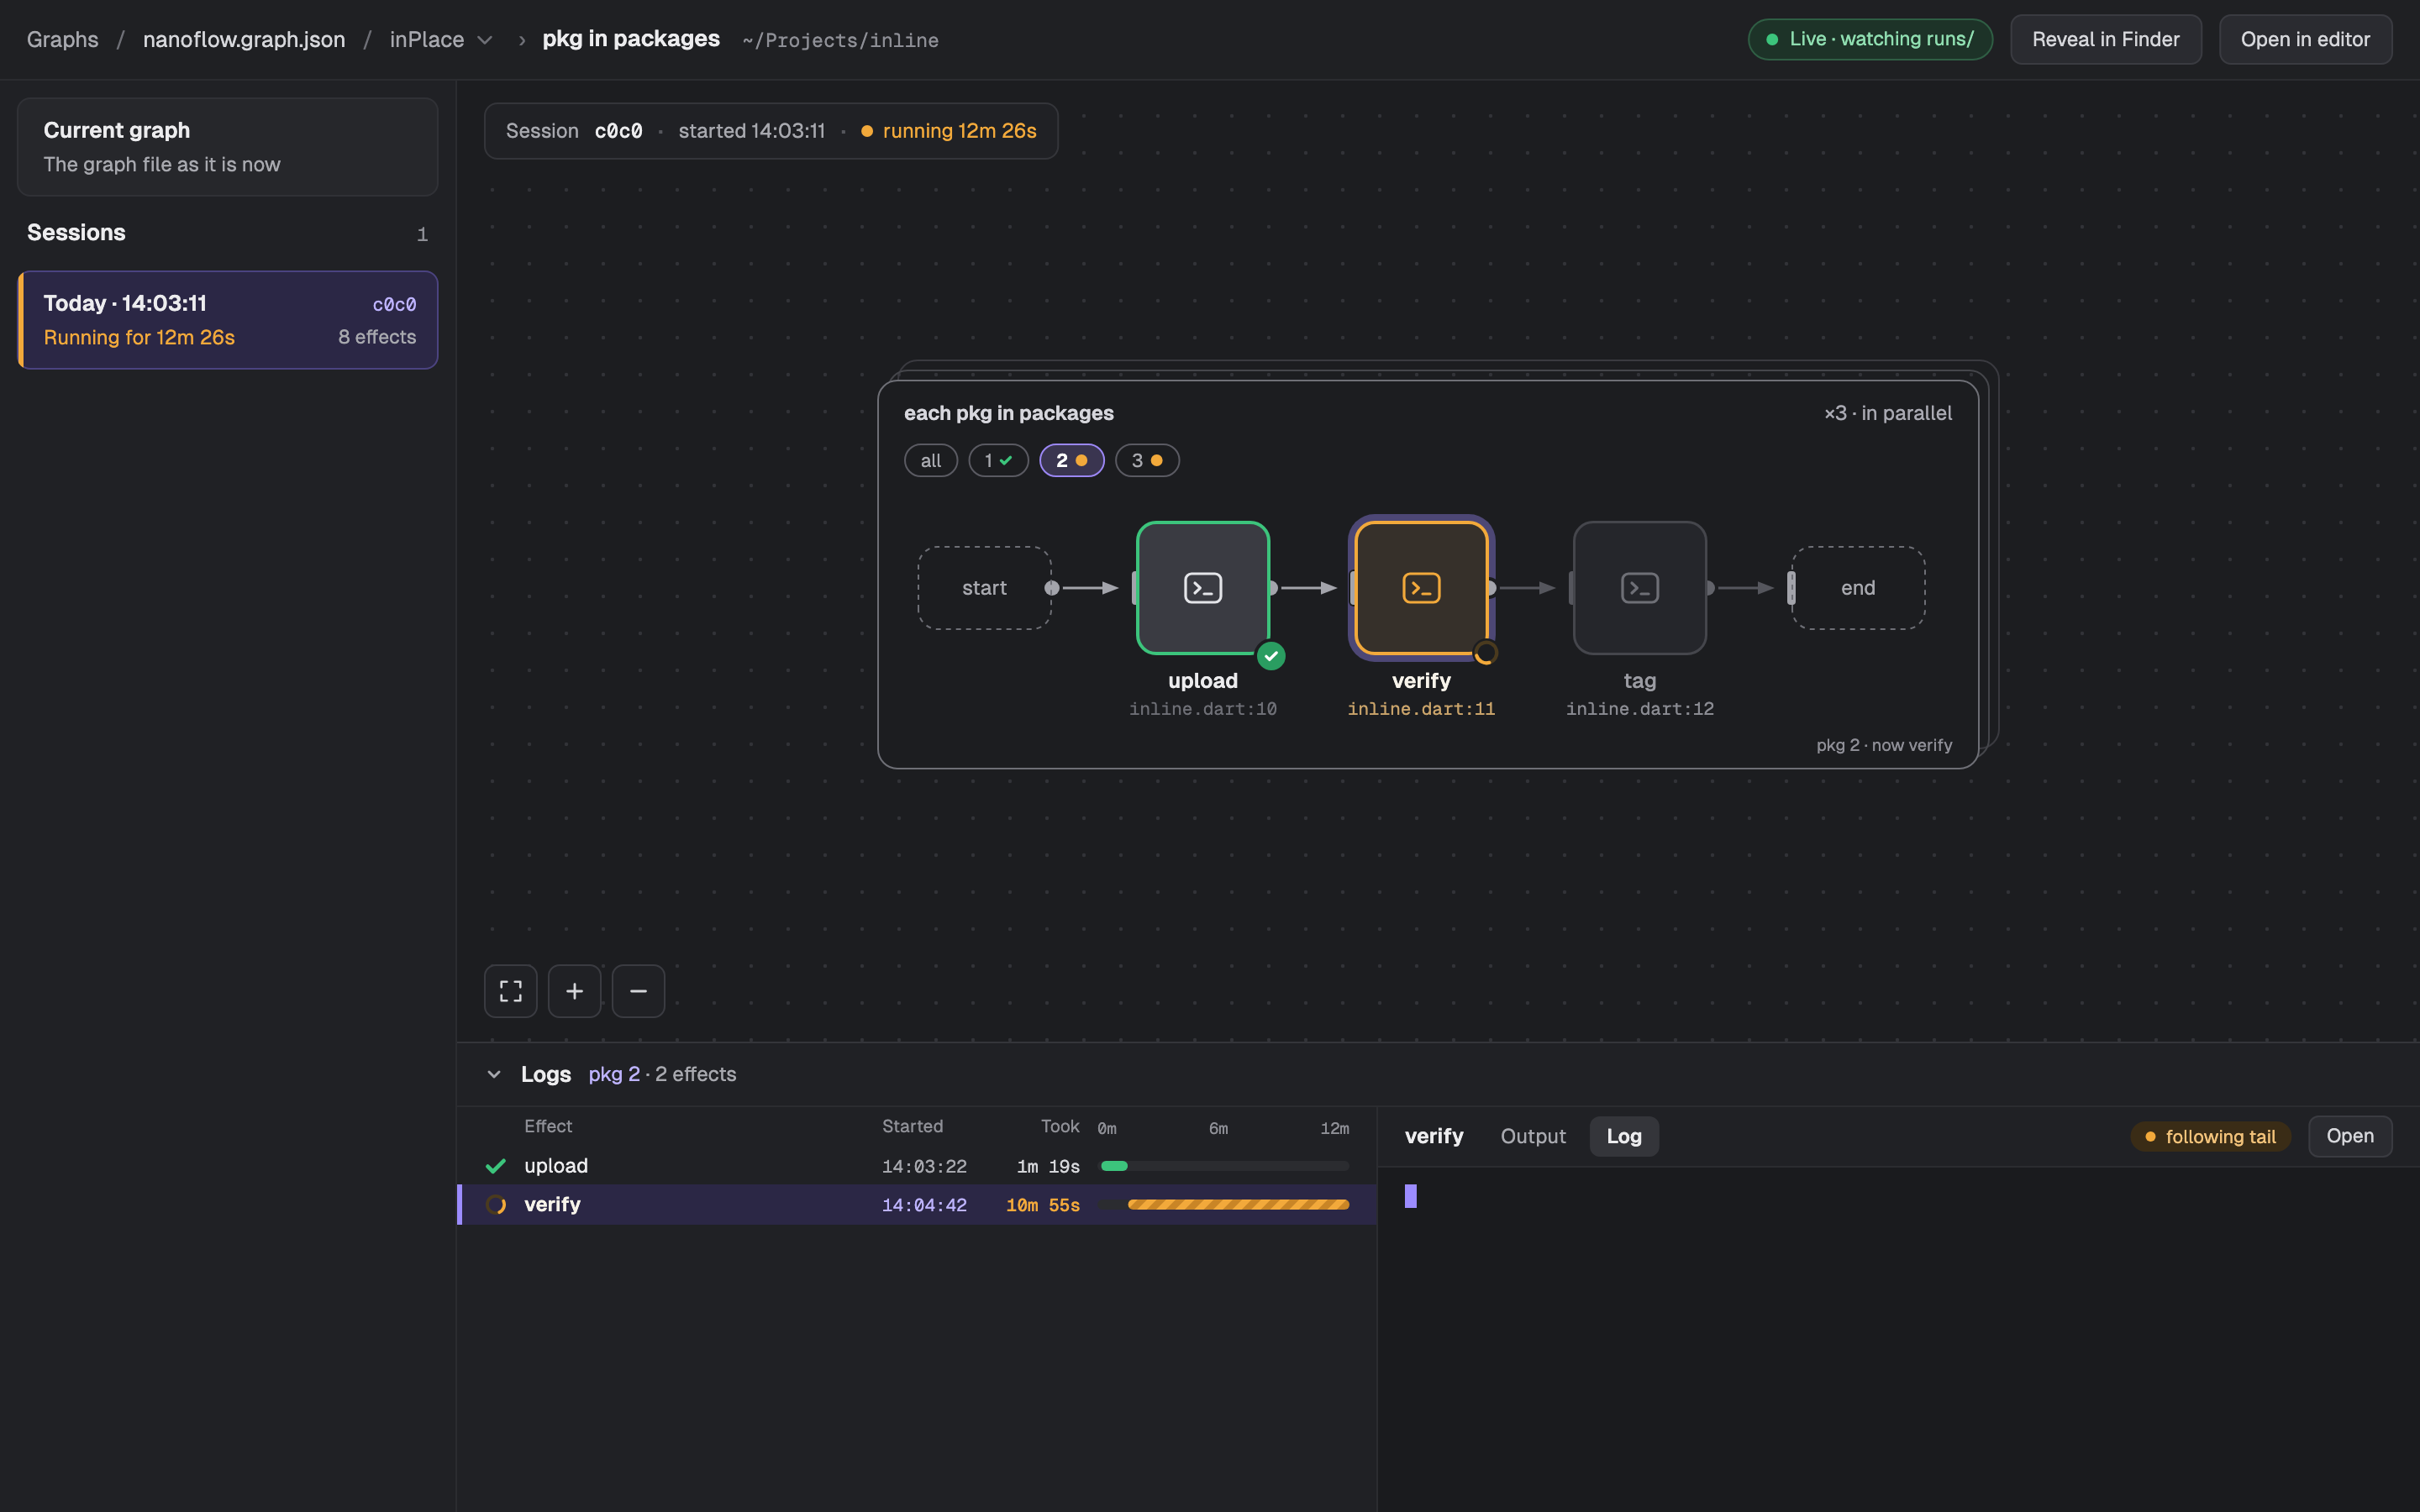 Graphs / nanoflow.graph.json / inPlace › pkg in packages ~/Projects/inline
Live · watching runs/
Reveal in Finder
Open in editor
Current graph
The graph file as it is now
Sessions 1
Today · 14:03:11 c0c0
Running for 12m 26s 8 effects
Session c0c0 · started 14:03:11 · running 12m 26s
each pkg in packages ×3 · in parallel
all 1 2 3
start
end
upload verify tag
inline.dart:10 inline.dart:11 inline.dart:12
pkg 2 · now verify
Logs pkg 2 · 2 effects
Effect Started Took 0m 6m 12m
upload 14:03:22 1m 19s
verify 14:04:42 10m 55s
verify Output Log following tail Open